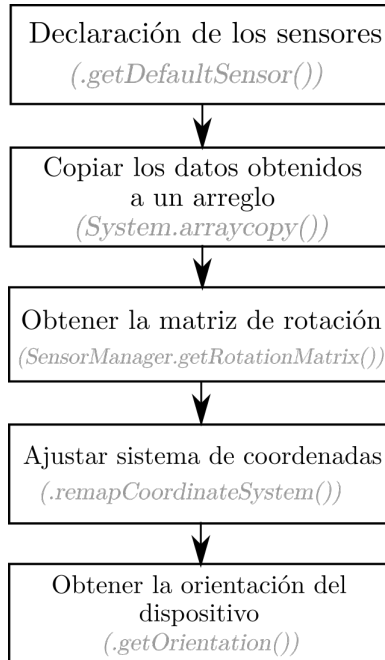 Declaración de los sensores
(.getDefaultSensor())
Copiar los datos obtenidos
a un arreglo
(System.arraycopy())
Obtener la matriz de rotación
(SensorManager.getRotationMatrix())
Ajustar sistema de coordenadas
(.remapCoordinateSystem())
Obtener la orientación del
dispositivo
(.getOrientation())